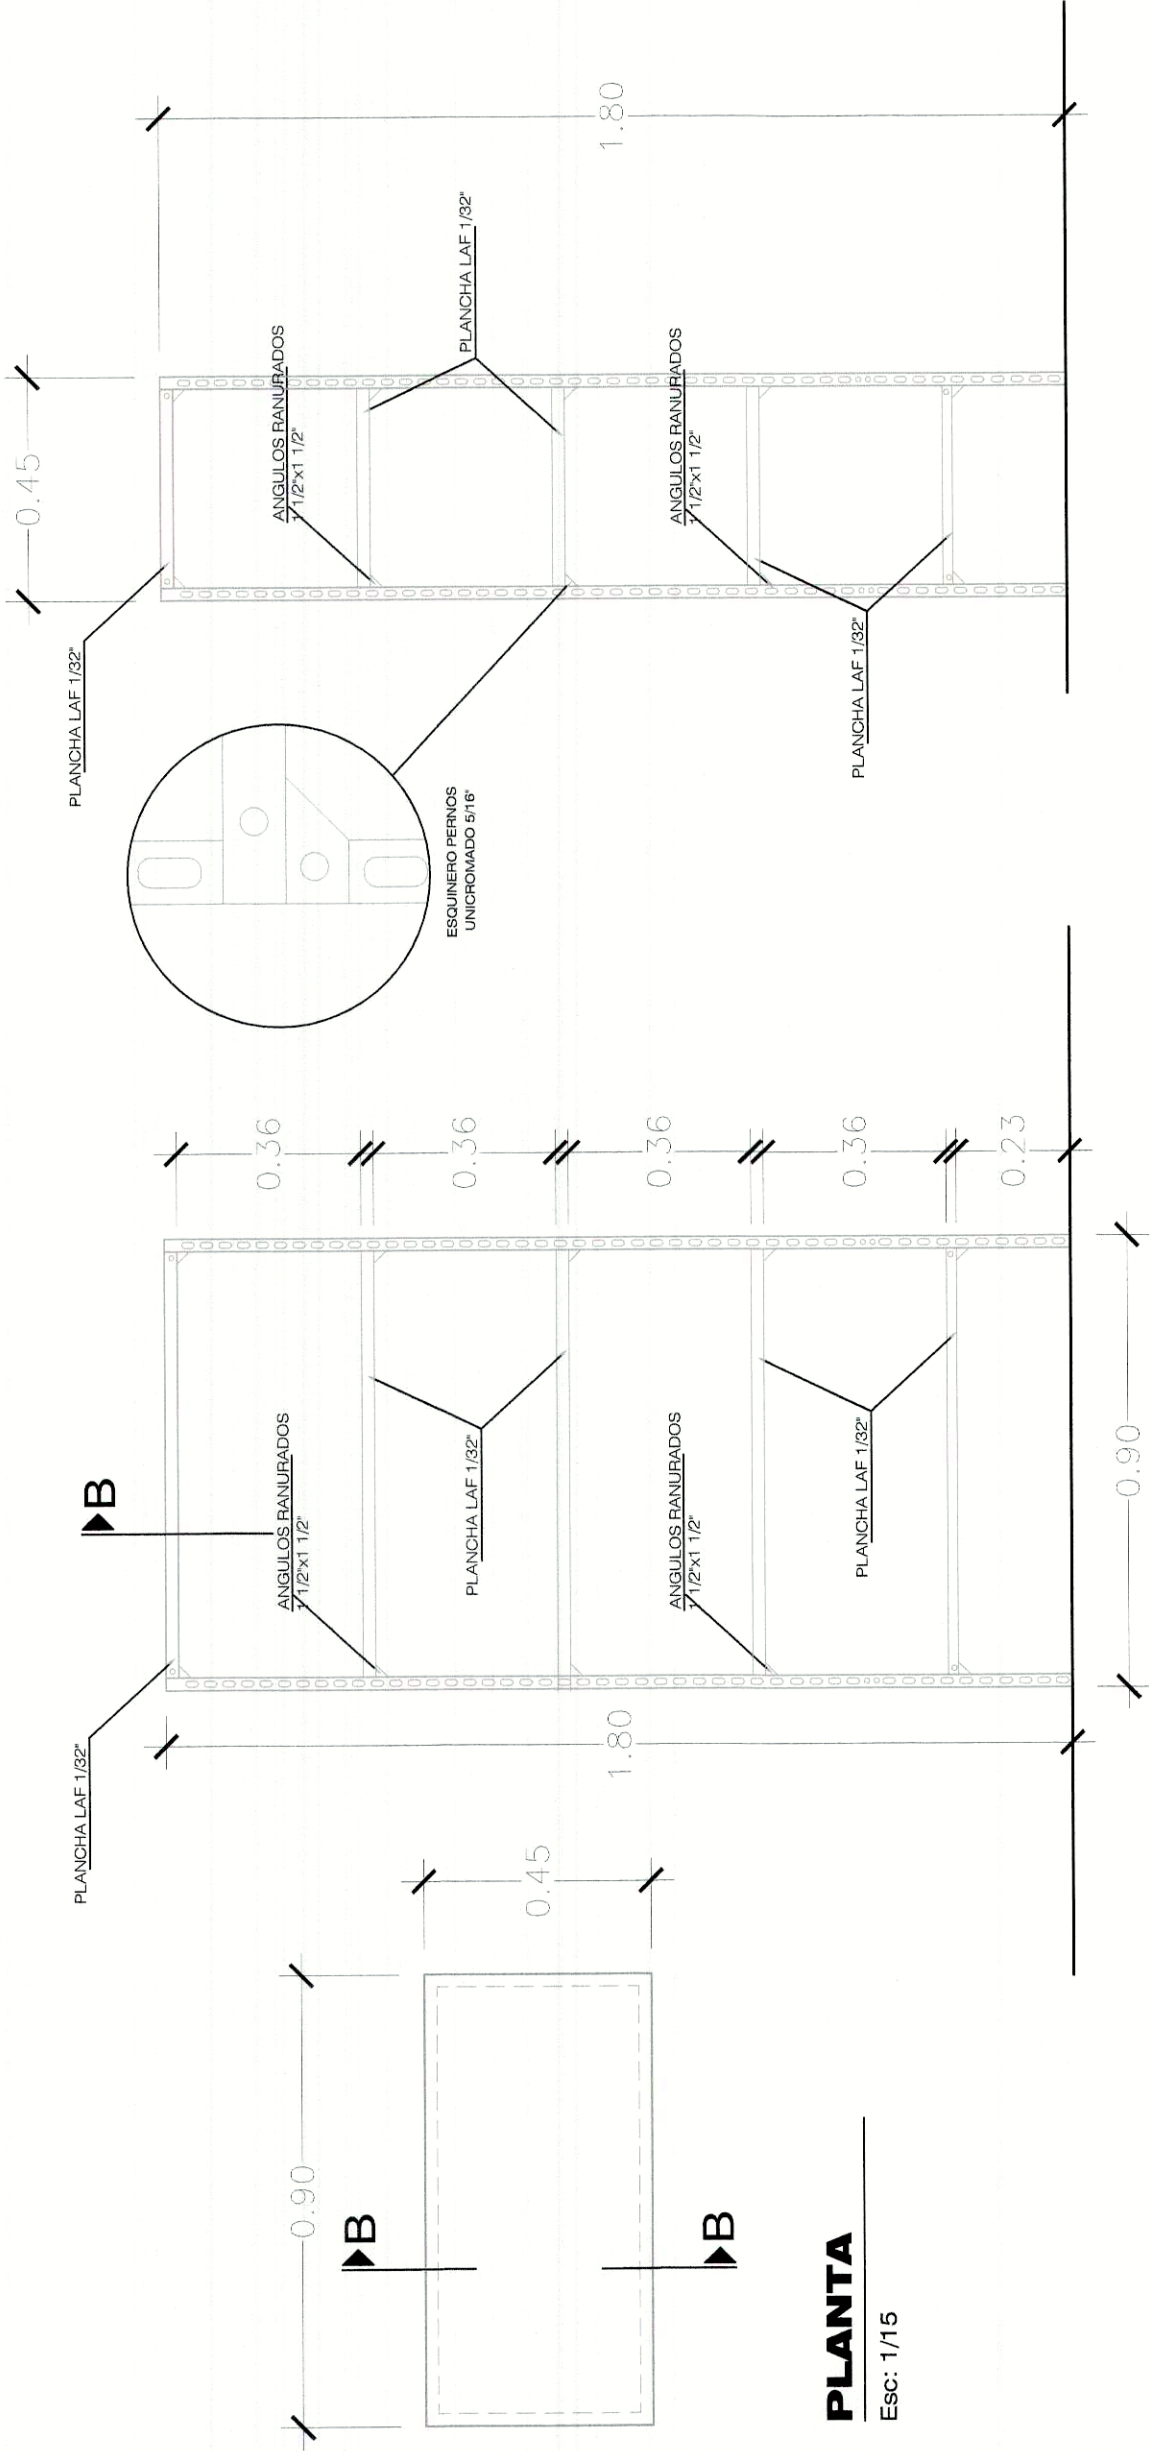 0.90
B
B
0.45
PLANTA
Esc: 1/15
PLANCHA LAF 1/32"
B
ANGULOS RANURADOS
1 1/2"x1 1/2"
PLANCHA LAF 1/32"
ANGULOS RANURADOS
1 1/2"x1 1/2"
PLANCHA LAF 1/32"
1.80
0.36
0.36
0.36
0.36
0.23
0.90
ESQUINERO PERNOS
UNICROMADO 5/16"
PLANCHA LAF 1/32"
0.45
ANGULOS RANURADOS
1 1/2"x1 1/2"
PLANCHA LAF 1/32"
ANGULOS RANURADOS
1 1/2"x1 1/2"
PLANCHA LAF 1/32"
1.80